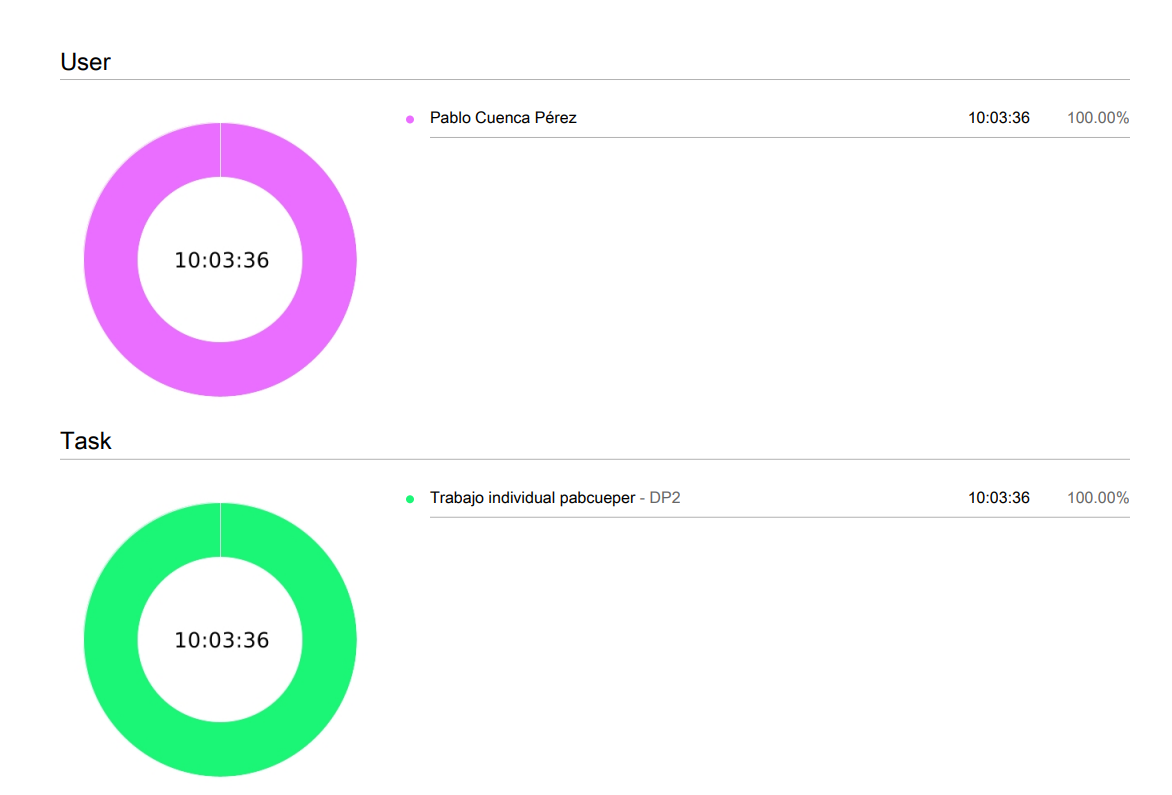 User
Pablo Cuenca Pérez 10:03:36 100.00%
10:03:36
Task
Trabajo individual pabcueper - DP2 10:03:36 100.00%
10:03:36